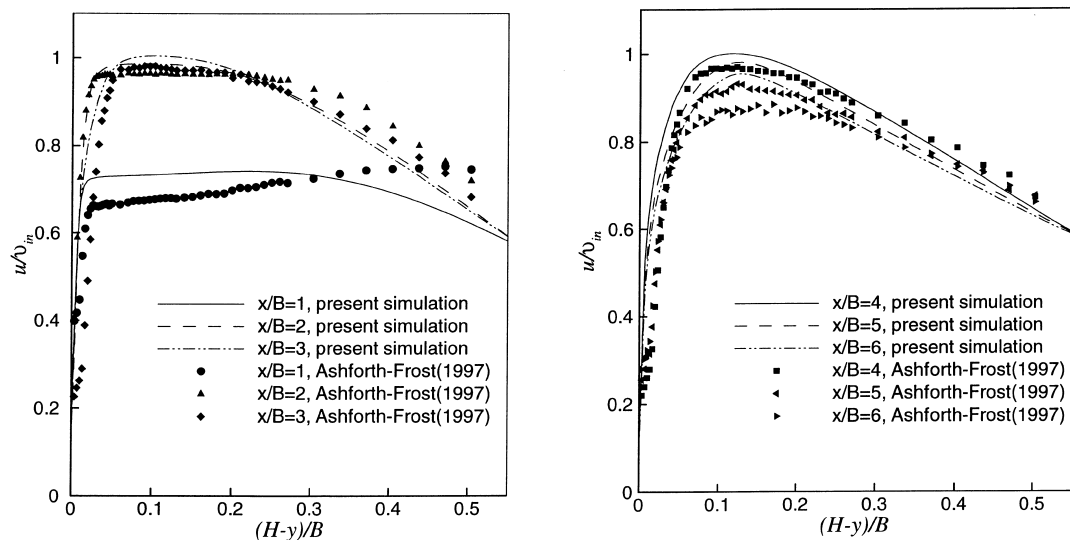 1
0.8
0.6
0.4
0.2
0
u/υin
x/B=1, present simulation
x/B=2, present simulation
x/B=3, present simulation
x/B=1, Ashforth-Frost(1997)
x/B=2, Ashforth-Frost(1997)
x/B=3, Ashforth-Frost(1997)
0 0.1 0.2 0.3 0.4 0.5
(H-y)/B
1
0.8
0.6
0.4
0.2
0
u/υin
x/B=4, present simulation
x/B=5, present simulation
x/B=6, present simulation
x/B=4, Ashforth-Frost(1997)
x/B=5, Ashforth-Frost(1997)
x/B=6, Ashforth-Frost(1997)
0 0.1 0.2 0.3 0.4 0.5
(H-y)/B